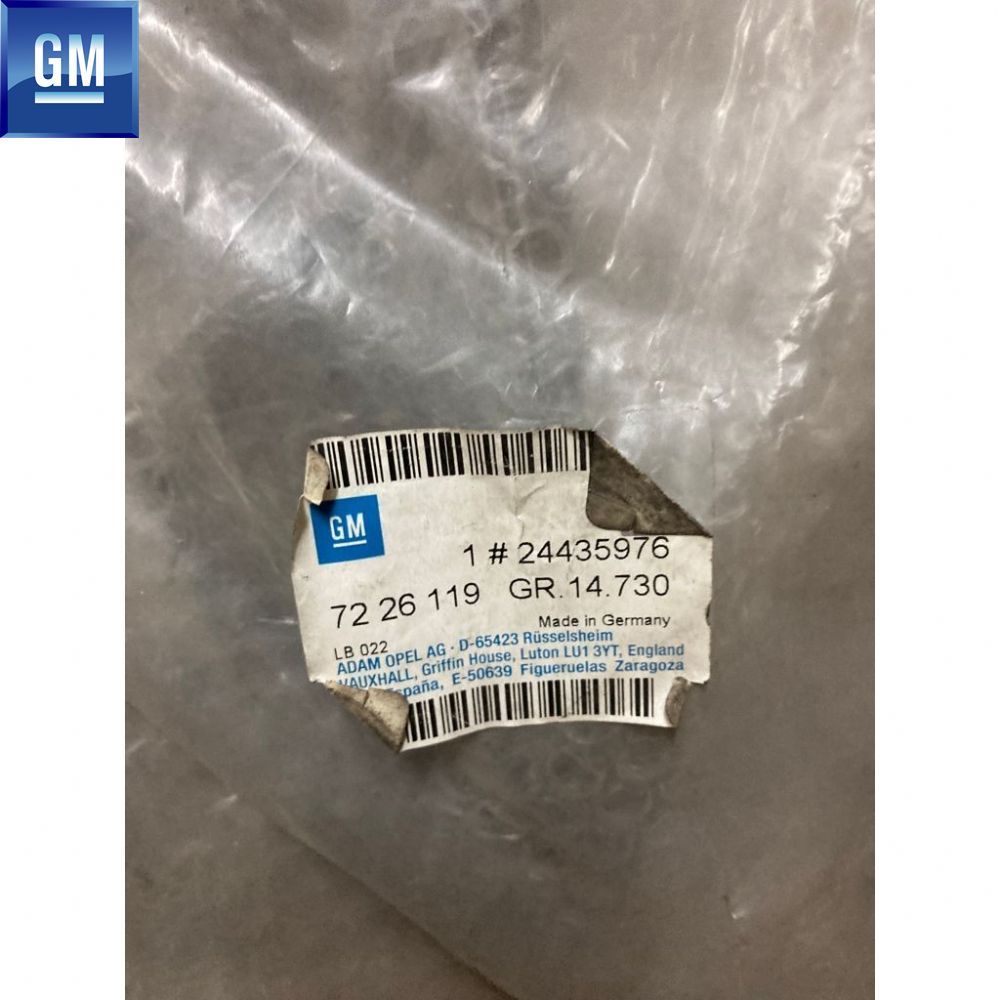 GM
GM
1 # 24435976
72 26 119 GR.14.730
Made in Germany
LB 022
ADAM OPEL AG · D-65423 Rüsselsheim
VAUXHALL, Griffin House, Luton LU1 3YT, England
España, E-50639 Figueruelas Zaragoza